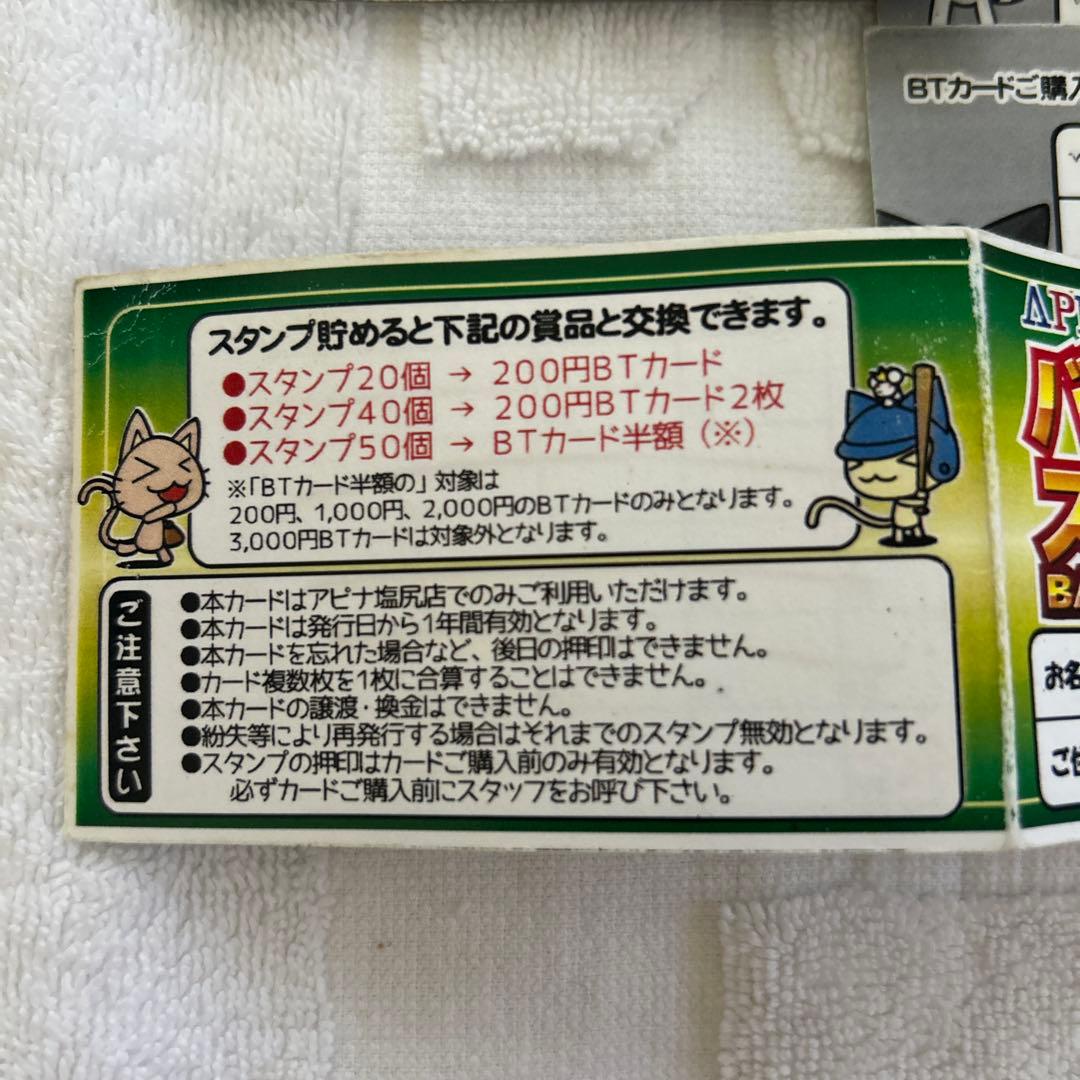 BTカードご購入
スタンプ貯めると下記の賞品と交換できます。
●スタンプ20個 → 200円BTカード
●スタンプ40個 → 200円BTカード2枚
●スタンプ50個 → BTカード半額(※)
※「BTカード半額の」対象は
200円、1,000円、2,000円のBTカードのみとなります。
3,000円BTカードは対象外となります。
ご注意下さい
●本カードはアピナ塩尻店でのみご利用いただけます。
●本カードは発行日から1年間有効となります。
●本カードを忘れた場合など、後日の押印はできません。
●カード複数枚を1枚に合算することはできません。
●本カードの譲渡・換金はできません。
●紛失等により再発行する場合はそれまでのスタンプ無効となります。
●スタンプの押印はカードご購入前のみ有効となります。
必ずカードご購入前にスタッフをお呼び下さい。
AP
バ
ス
BA
お名
ご住